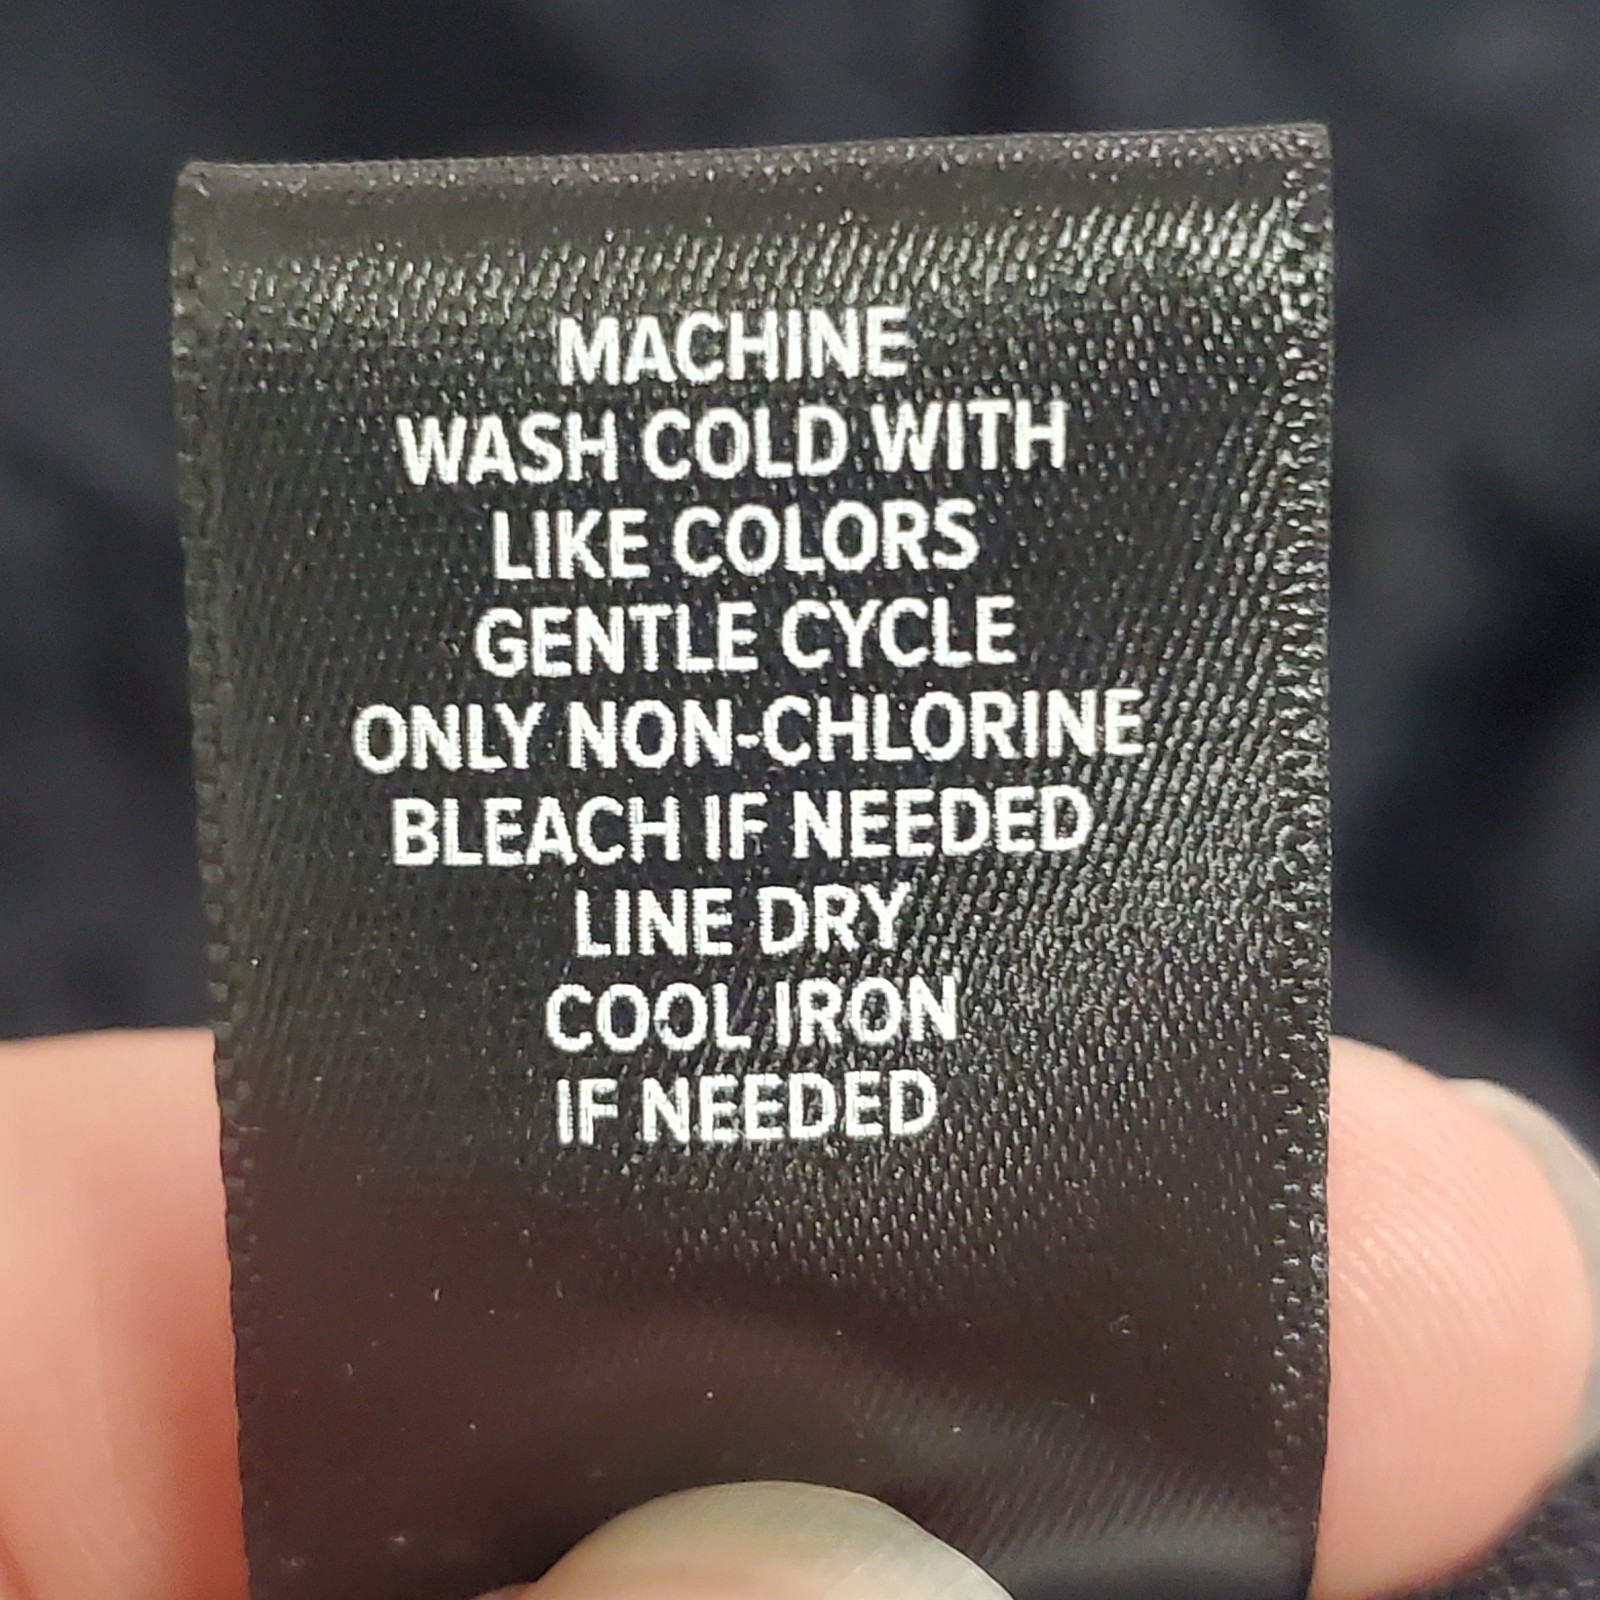 MACHINE
WASH COLD WITH
LIKE COLORS
GENTLE CYCLE
ONLY NON-CHLORINE
BLEACH IF NEEDED
LINE DRY
COOL IRON
IF NEEDED